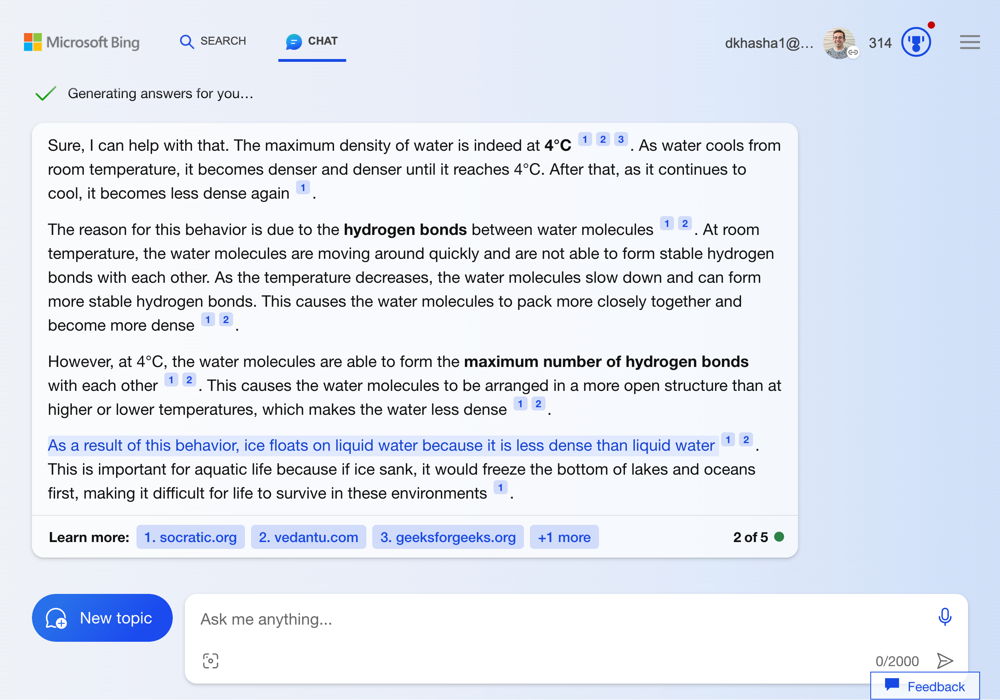 Microsoft Bing
SEARCH
CHAT
dkhasha1@...
314
Generating answers for you...
Sure, I can help with that. The maximum density of water is indeed at 4°C 1 2 3 . As water cools from
room temperature, it becomes denser and denser until it reaches 4°C. After that, as it continues to
cool, it becomes less dense again 1 .
The reason for this behavior is due to the hydrogen bonds between water molecules 1 2 . At room
temperature, the water molecules are moving around quickly and are not able to form stable hydrogen
bonds with each other. As the temperature decreases, the water molecules slow down and can form
more stable hydrogen bonds. This causes the water molecules to pack more closely together and
become more dense 1 2 .
However, at 4°C, the water molecules are able to form the maximum number of hydrogen bonds
with each other 1 2 . This causes the water molecules to be arranged in a more open structure than at
higher or lower temperatures, which makes the water less dense 1 2 .
As a result of this behavior, ice floats on liquid water because it is less dense than liquid water 1 2 .
This is important for aquatic life because if ice sank, it would freeze the bottom of lakes and oceans
first, making it difficult for life to survive in these environments 1 .
Learn more: 1. socratic.org 2. vedantu.com 3. geeksforgeeks.org +1 more 2 of 5
New topic
Ask me anything...
0/2000
Feedback